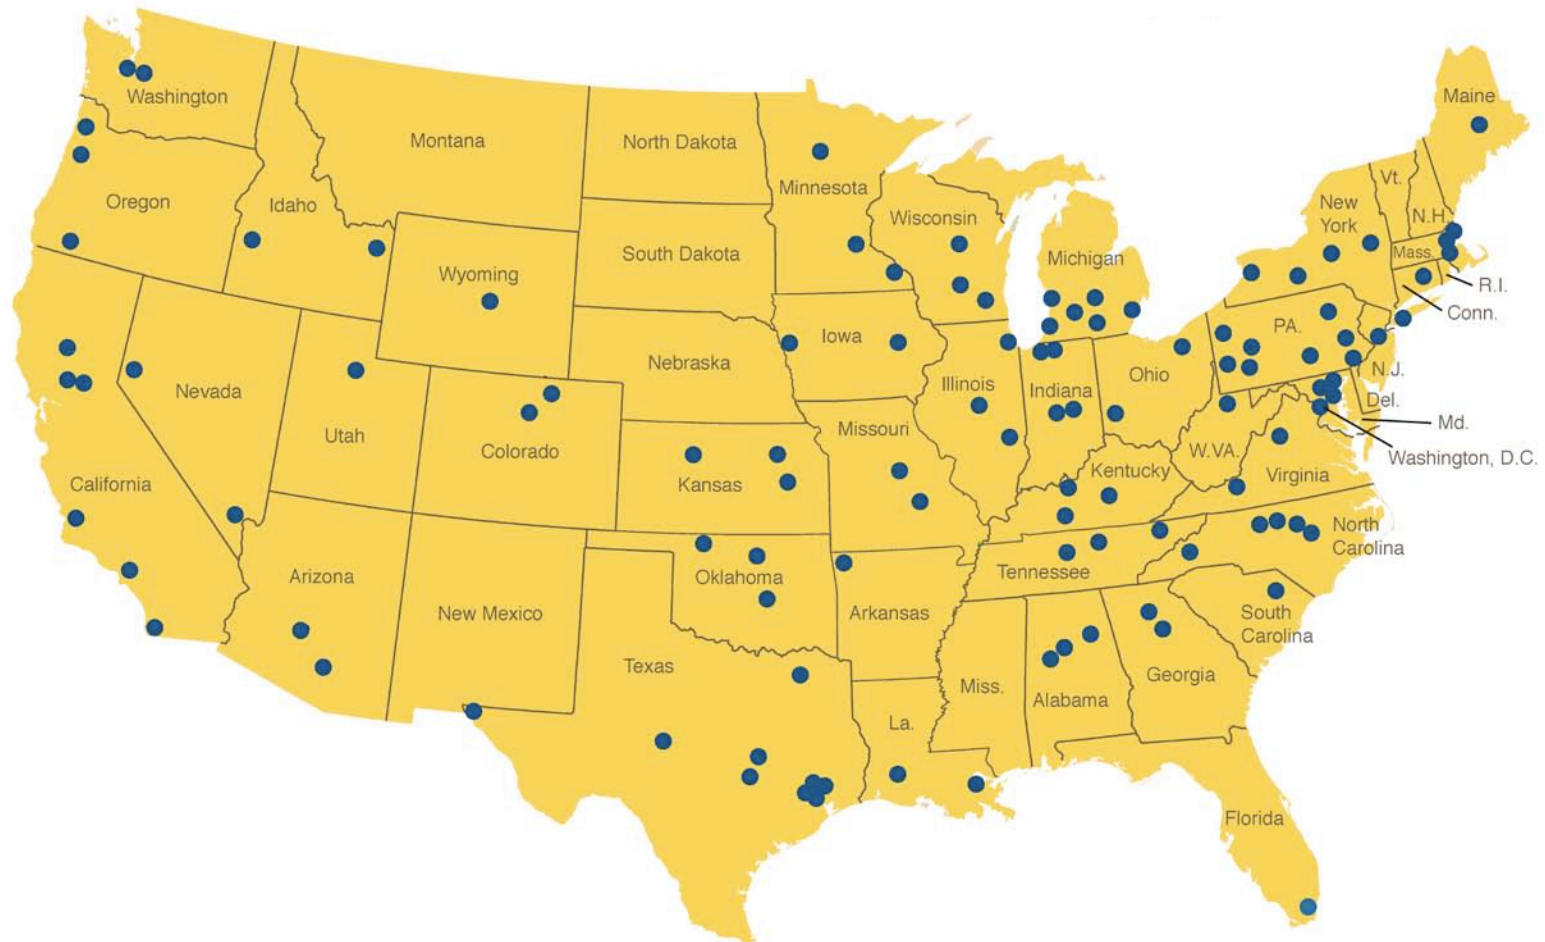 Maine
Washington
Montana
North Dakota
Vt.
Minnesota
Oregon
Idaho
New
York
Wisconsin
N.H.
South Dakota
Mass.
Michigan
Wyoming
R.I.
Conn.
PA.
Iowa
Nebraska
N.J.
Ohio
Illinois
Indiana
Nevada
Del.
Md.
Missouri
Utah
Colorado
W.VA.
Washington, D.C.
Kentucky
Virginia
California
Kansas
North
Carolina
Tennessee
Arizona
Oklahoma
New Mexico
Arkansas
South
Carolina
Texas
Georgia
Miss.
Alabama
La.
Florida